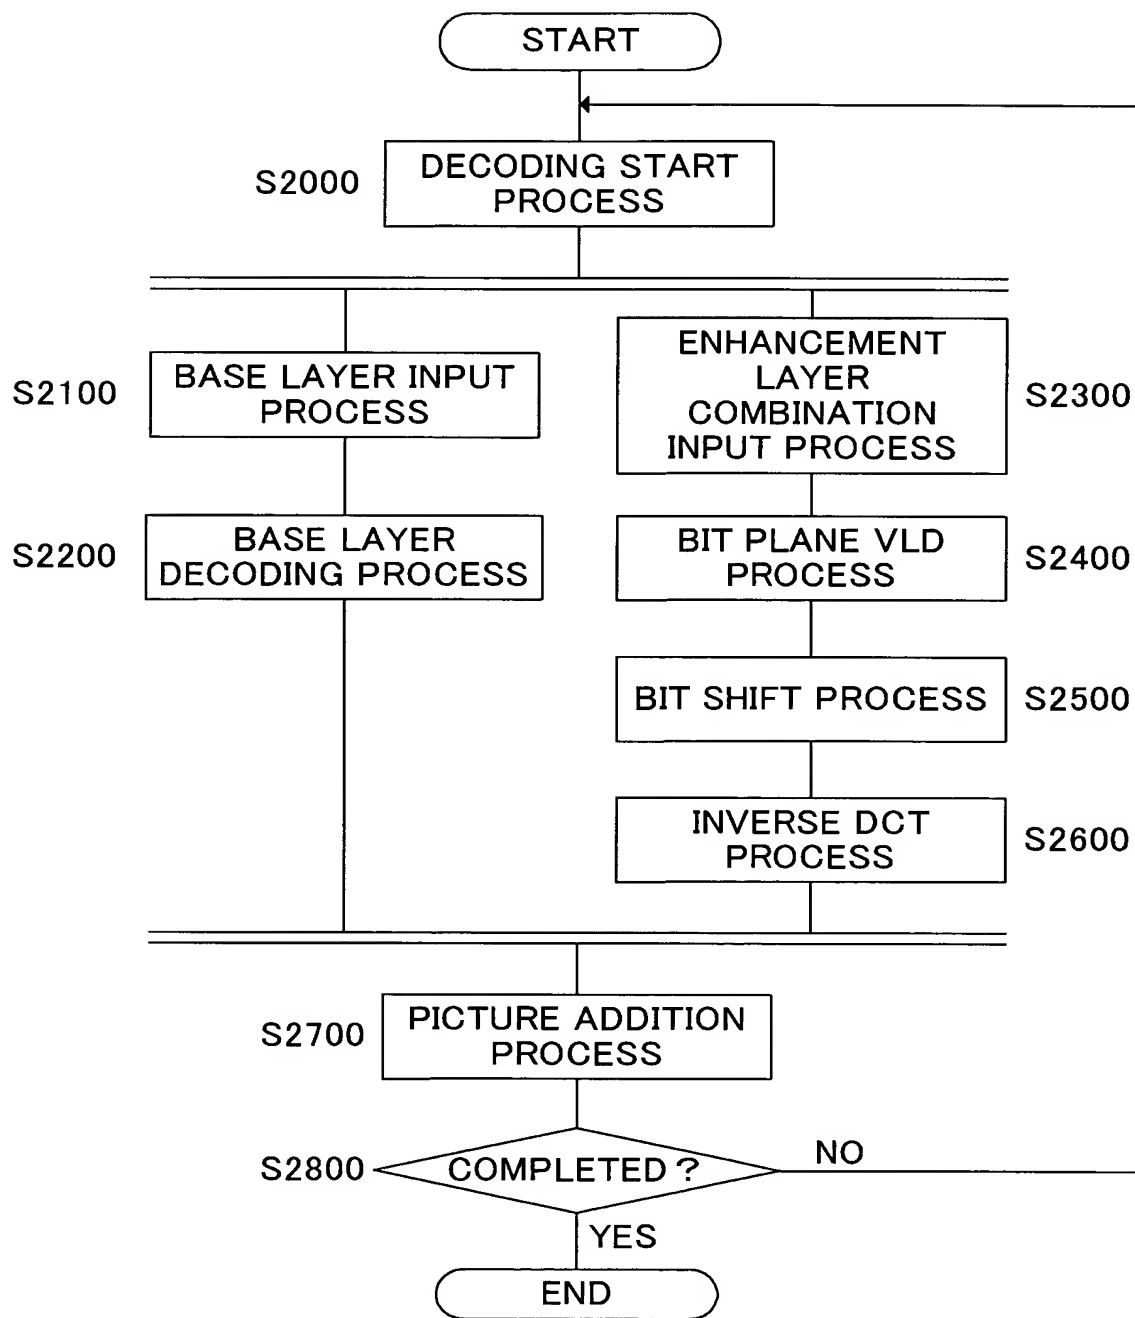 START
S2000
DECODING START
PROCESS
S2100
BASE LAYER INPUT
PROCESS
S2200
BASE LAYER
DECODING PROCESS
ENHANCEMENT
LAYER
COMBINATION
INPUT PROCESS
S2300
BIT PLANE VLD
PROCESS
S2400
BIT SHIFT PROCESS
S2500
INVERSE DCT
PROCESS
S2600
S2700
PICTURE ADDITION
PROCESS
S2800
COMPLETED ?
NO
YES
END